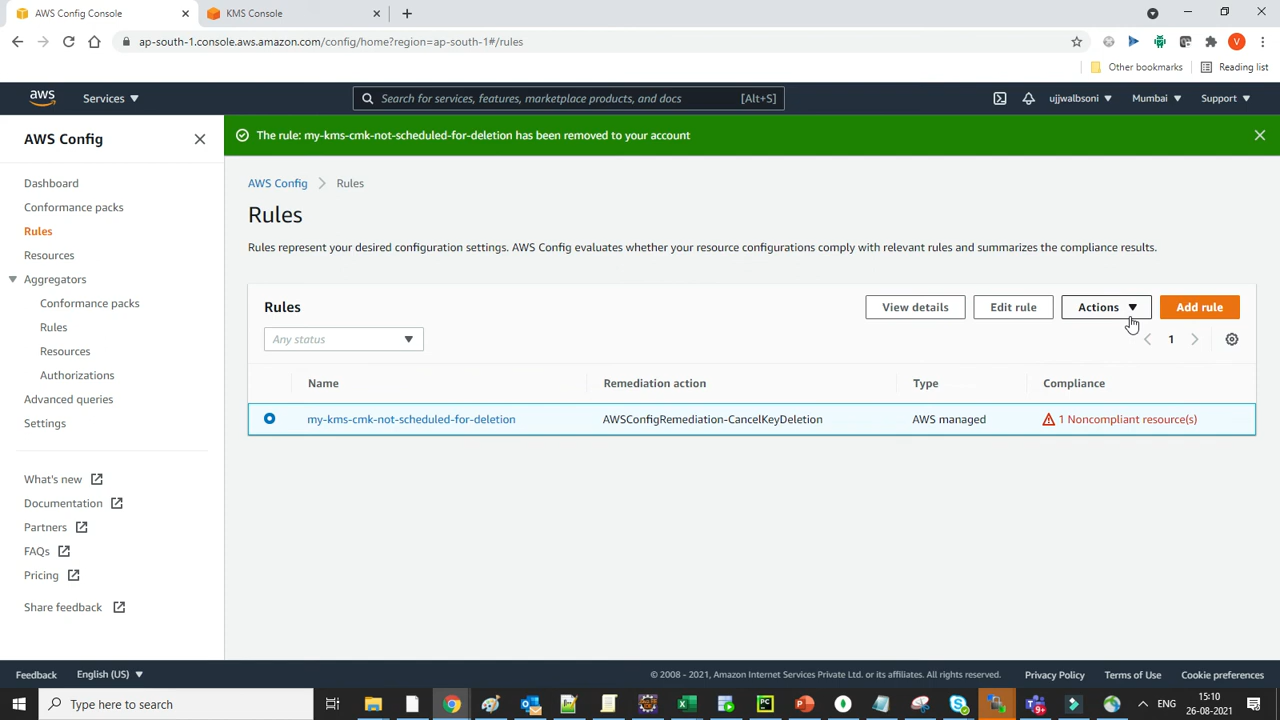 AWS Config Console
KMS Console
ap-south-1.console.aws.amazon.com/config/home?region=ap-south-1#/rules
V
Other bookmarks
Reading list
aws
Services
Search for services, features, marketplace products, and docs
[Alt+S]
ujjwalbsoni
Mumbai
Support
AWS Config
The rule: my-kms-cmk-not-scheduled-for-deletion has been removed to your account
AWS Config
Rules
Rules
Rules represent your desired configuration settings. AWS Config evaluates whether your resource configurations comply with relevant rules and summarizes the compliance results.
Dashboard
Conformance packs
Rules
Resources
Aggregators
Conformance packs
Rules
Resources
Authorizations
Advanced queries
Settings
What's new
Documentation
Partners
FAQs
Pricing
Share feedback
Rules
View details
Edit rule
Actions
Add rule
Any status
1
Name
Remediation action
Type
Compliance
my-kms-cmk-not-scheduled-for-deletion
AWSConfigRemediation-CancelKeyDeletion
AWS managed
1 Noncompliant resource(s)
Feedback
English (US)
© 2008 - 2021, Amazon Internet Services Private Ltd. or its affiliates. All rights reserved.
Privacy Policy
Terms of Use
Cookie preferences
Type here to search
ENG
15:10
26-08-2021